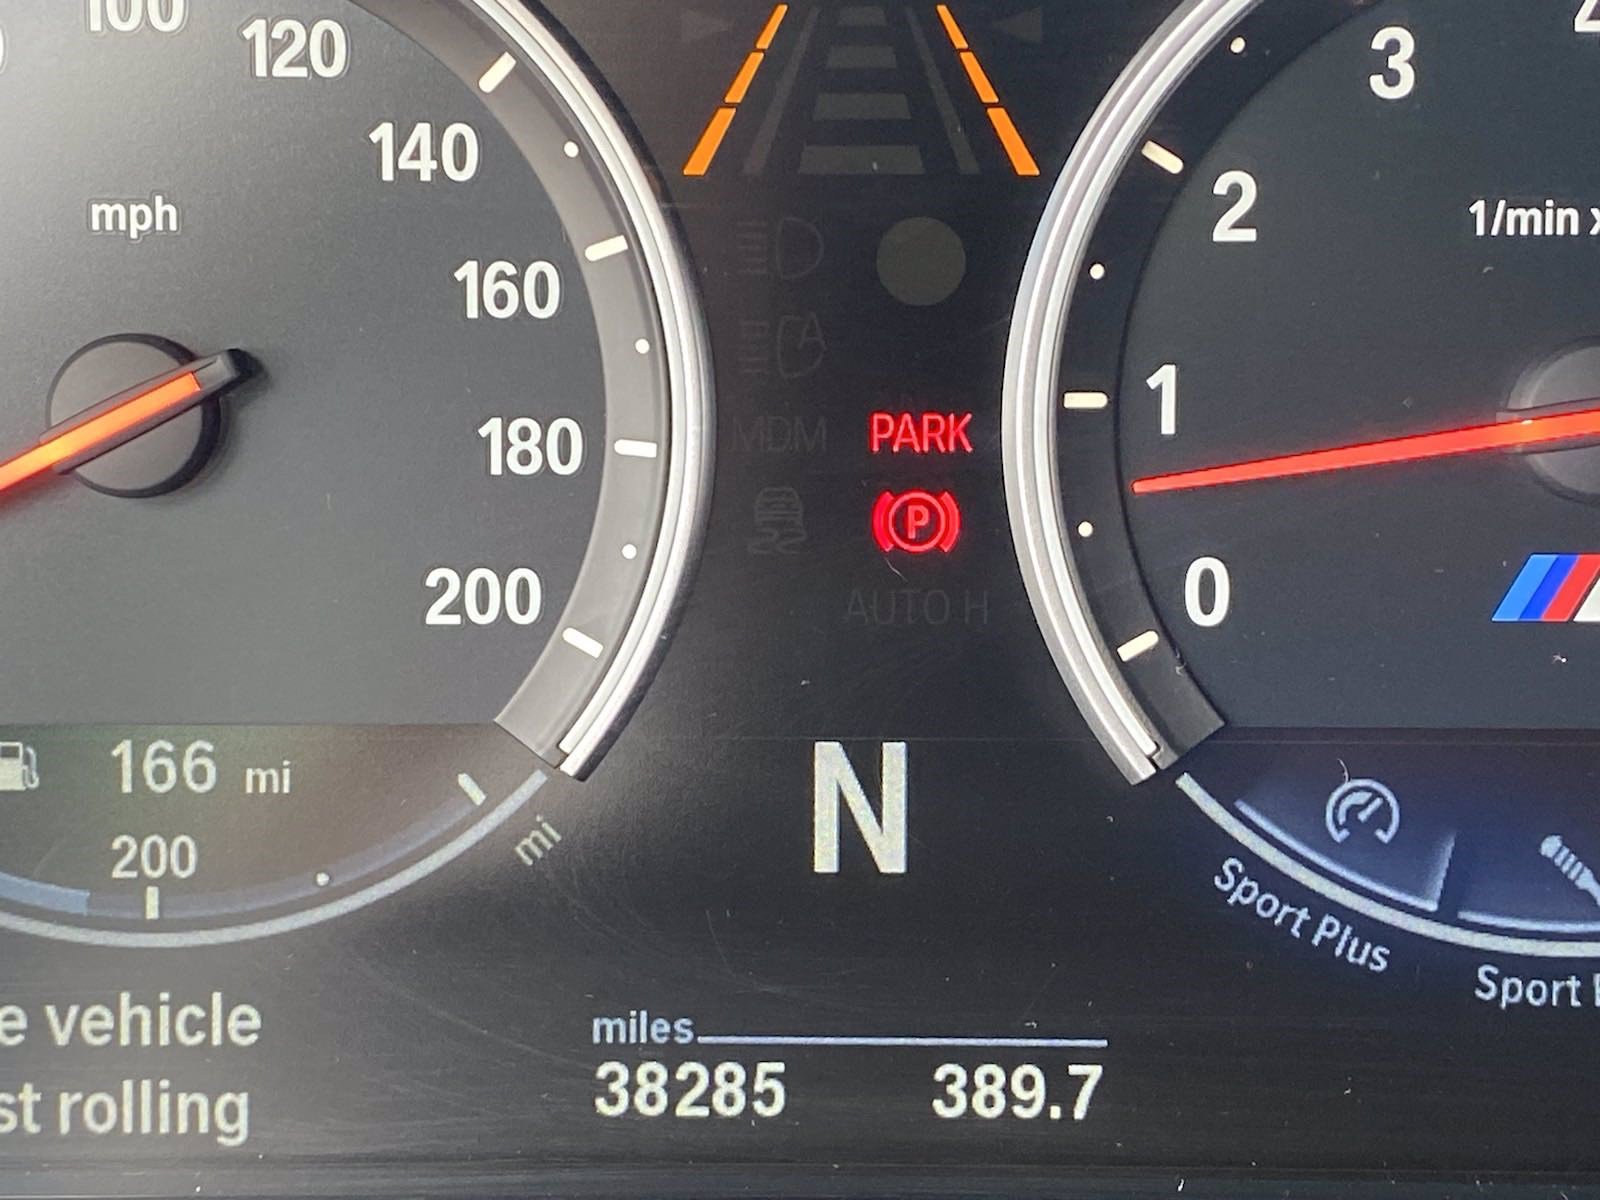 100
120
140
mph
160
180
200
3
2
1/min x
1
0
MDM
PARK
P
AUTO H
166 mi
200
mi
N
Sport Plus
Sport
e vehicle
st rolling
miles
38285 389.7